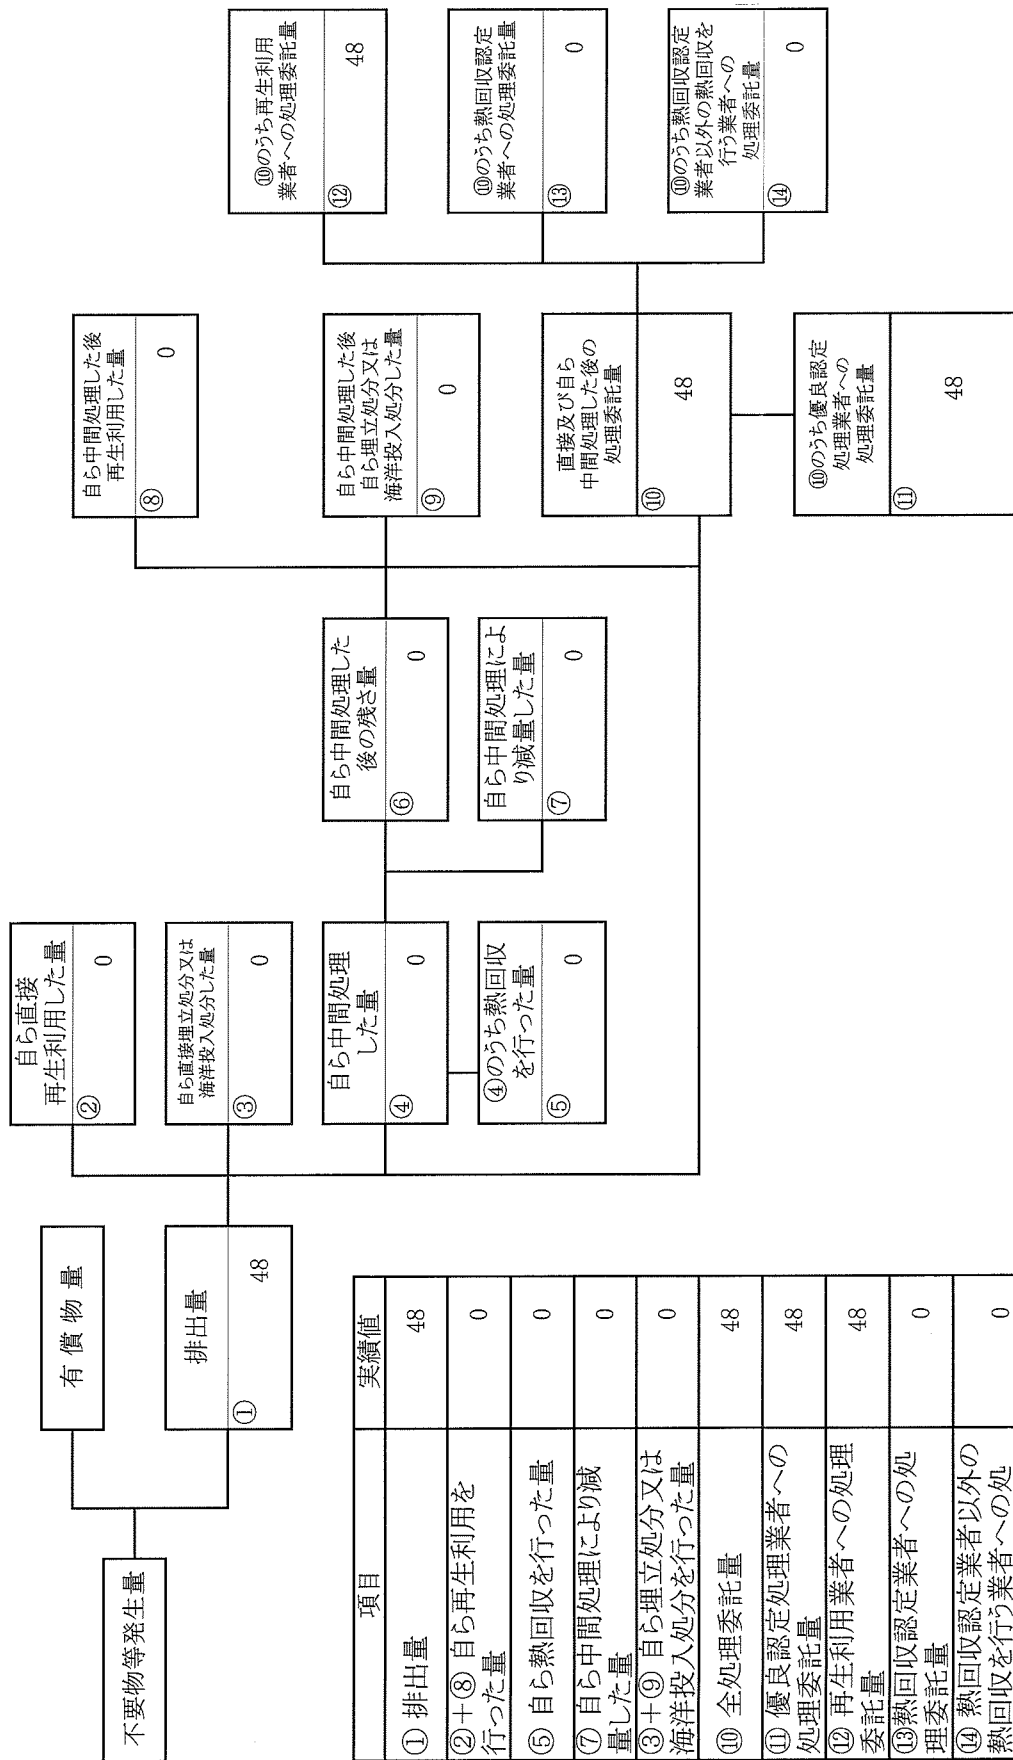 不要物等発生量
有償物量
排出量
①
48
自ら直接
再生利用した量
②
0
自ら直接埋立処分又は
海洋投入処分した量
③
0
自ら中間処理
した量
④
0
④のうち熱回収
を行った量
⑤
0
自ら中間処理した
後の残さ量
⑥
0
自ら中間処理によ
り減量した量
⑦
0
自ら中間処理した後
再生利用した量
⑧
0
自ら中間処理した後
自ら埋立処分又は
海洋投入処分した量
⑨
0
直接及び自ら
中間処理した後の
処理委託量
⑩
48
⑩のうち優良認定
処理業者への
処理委託量
⑪
48
⑩のうち再生利用
業者への処理委託量
⑫
48
⑩のうち熱回収認定
業者への処理委託量
⑬
0
⑩のうち熱回収認定
業者以外の熱回収を
行う業者への
処理委託量
⑭
0
項目 実績値
① 排出量 48
②+⑧ 自ら再生利用を
行った量 0
⑤ 自ら熱回収を行った量 0
⑦ 自ら中間処理により減
量した量 0
③+⑨ 自ら埋立処分又は
海洋投入処分を行った量 0
⑩ 全処理委託量 48
⑪ 優良認定処理業者への
処理委託量 48
⑫ 再生利用業者への処理
委託量 48
⑬熱回収認定業者への処
理委託量 0
⑭ 熱回収認定業者以外の
熱回収を行う業者への処 0